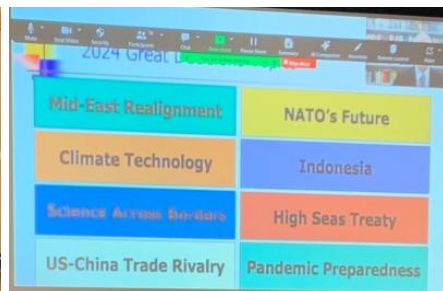 2024 Great
Mid-East Realignment
NATO's Future
Climate Technology
Indonesia
Science Across Borders
High Seas Treaty
US-China Trade Rivalry
Pandemic Preparedness